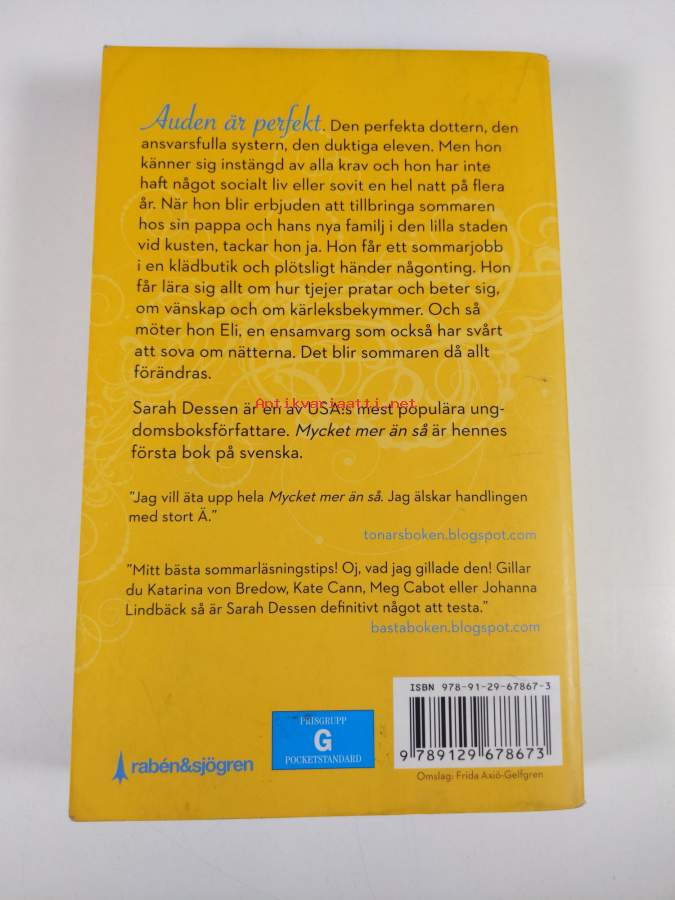 Auden är perfekt. Den perfekta dottern, den
ansvarsfulla systern, den duktiga eleven. Men hon
känner sig instängd av alla krav och hon har inte
haft något socialt liv eller sovit en hel natt på flera
år. När hon blir erbjuden att tillbringa sommaren
hos sin pappa och hans nya familj i den lilla staden
vid kusten, tackar hon ja. Hon får ett sommarjobb
i en klädbutik och plötsligt händer någonting. Hon
får lära sig allt om hur tjejer pratar och beter sig,
om vänskap och om kärleksbekymmer. Och så
möter hon Eli, en ensamvarg som också har svårt
att sova om nätterna. Det blir sommaren då allt
förändras.
Antikvariaatti.net
Sarah Dessen är en av USA:s mest populära ung-
domsboksförfattare. Mycket mer än så är hennes
första bok på svenska.
"Jag vill äta upp hela Mycket mer än så. Jag älskar handlingen
med stort Ä."
tonarsboken.blogspot.com
"Mitt bästa sommarläsningstips! Oj, vad jag gillade den! Gillar
du Katarina von Bredow, Kate Cann, Meg Cabot eller Johanna
Lindbäck så är Sarah Dessen definitivt något att testa."
bastaboken.blogspot.com
ISBN 978-91-29-67867-3
9 789129 678673
Omslag: Frida Axiö-Gelfgren
PRISGRUPP
G
POCKETSTANDARD
rabén&sjögren